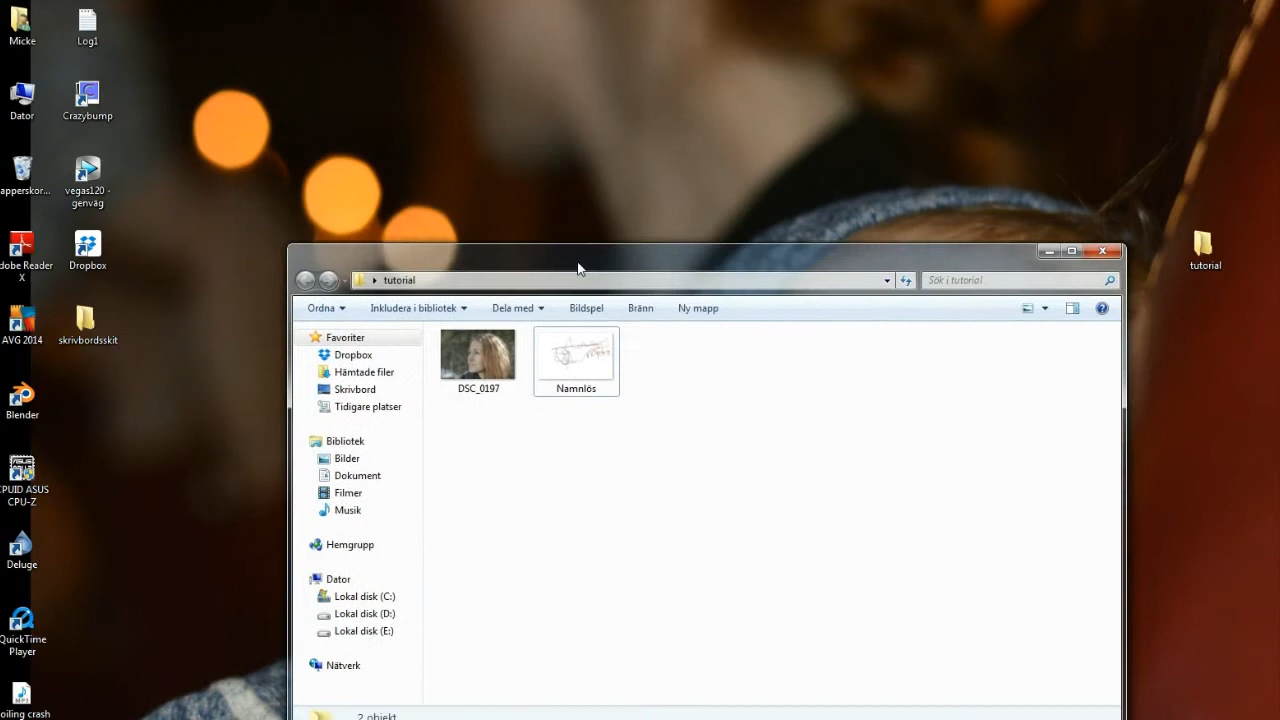 Micke
Log1
Dator
Crazybump
apperskor...
vegas120 -
genväg
dobe Reader
X
Dropbox
AVG 2014
skrivbordsskit
Blender
CPUID ASUS
CPU-Z
Deluge
QuickTime
Player
oiling crash
tutorial
tutorial
Sök i tutorial
Ordna
Inkludera i bibliotek
Dela med
Bildspel
Bränn
Ny mapp
Favoriter
Dropbox
Hämtade filer
Skrivbord
Tidigare platser
Bibliotek
Bilder
Dokument
Filmer
Musik
Hemgrupp
Dator
Lokal disk (C:)
Lokal disk (D:)
Lokal disk (E:)
Nätverk
DSC_0197
Namnlös
2 objekt